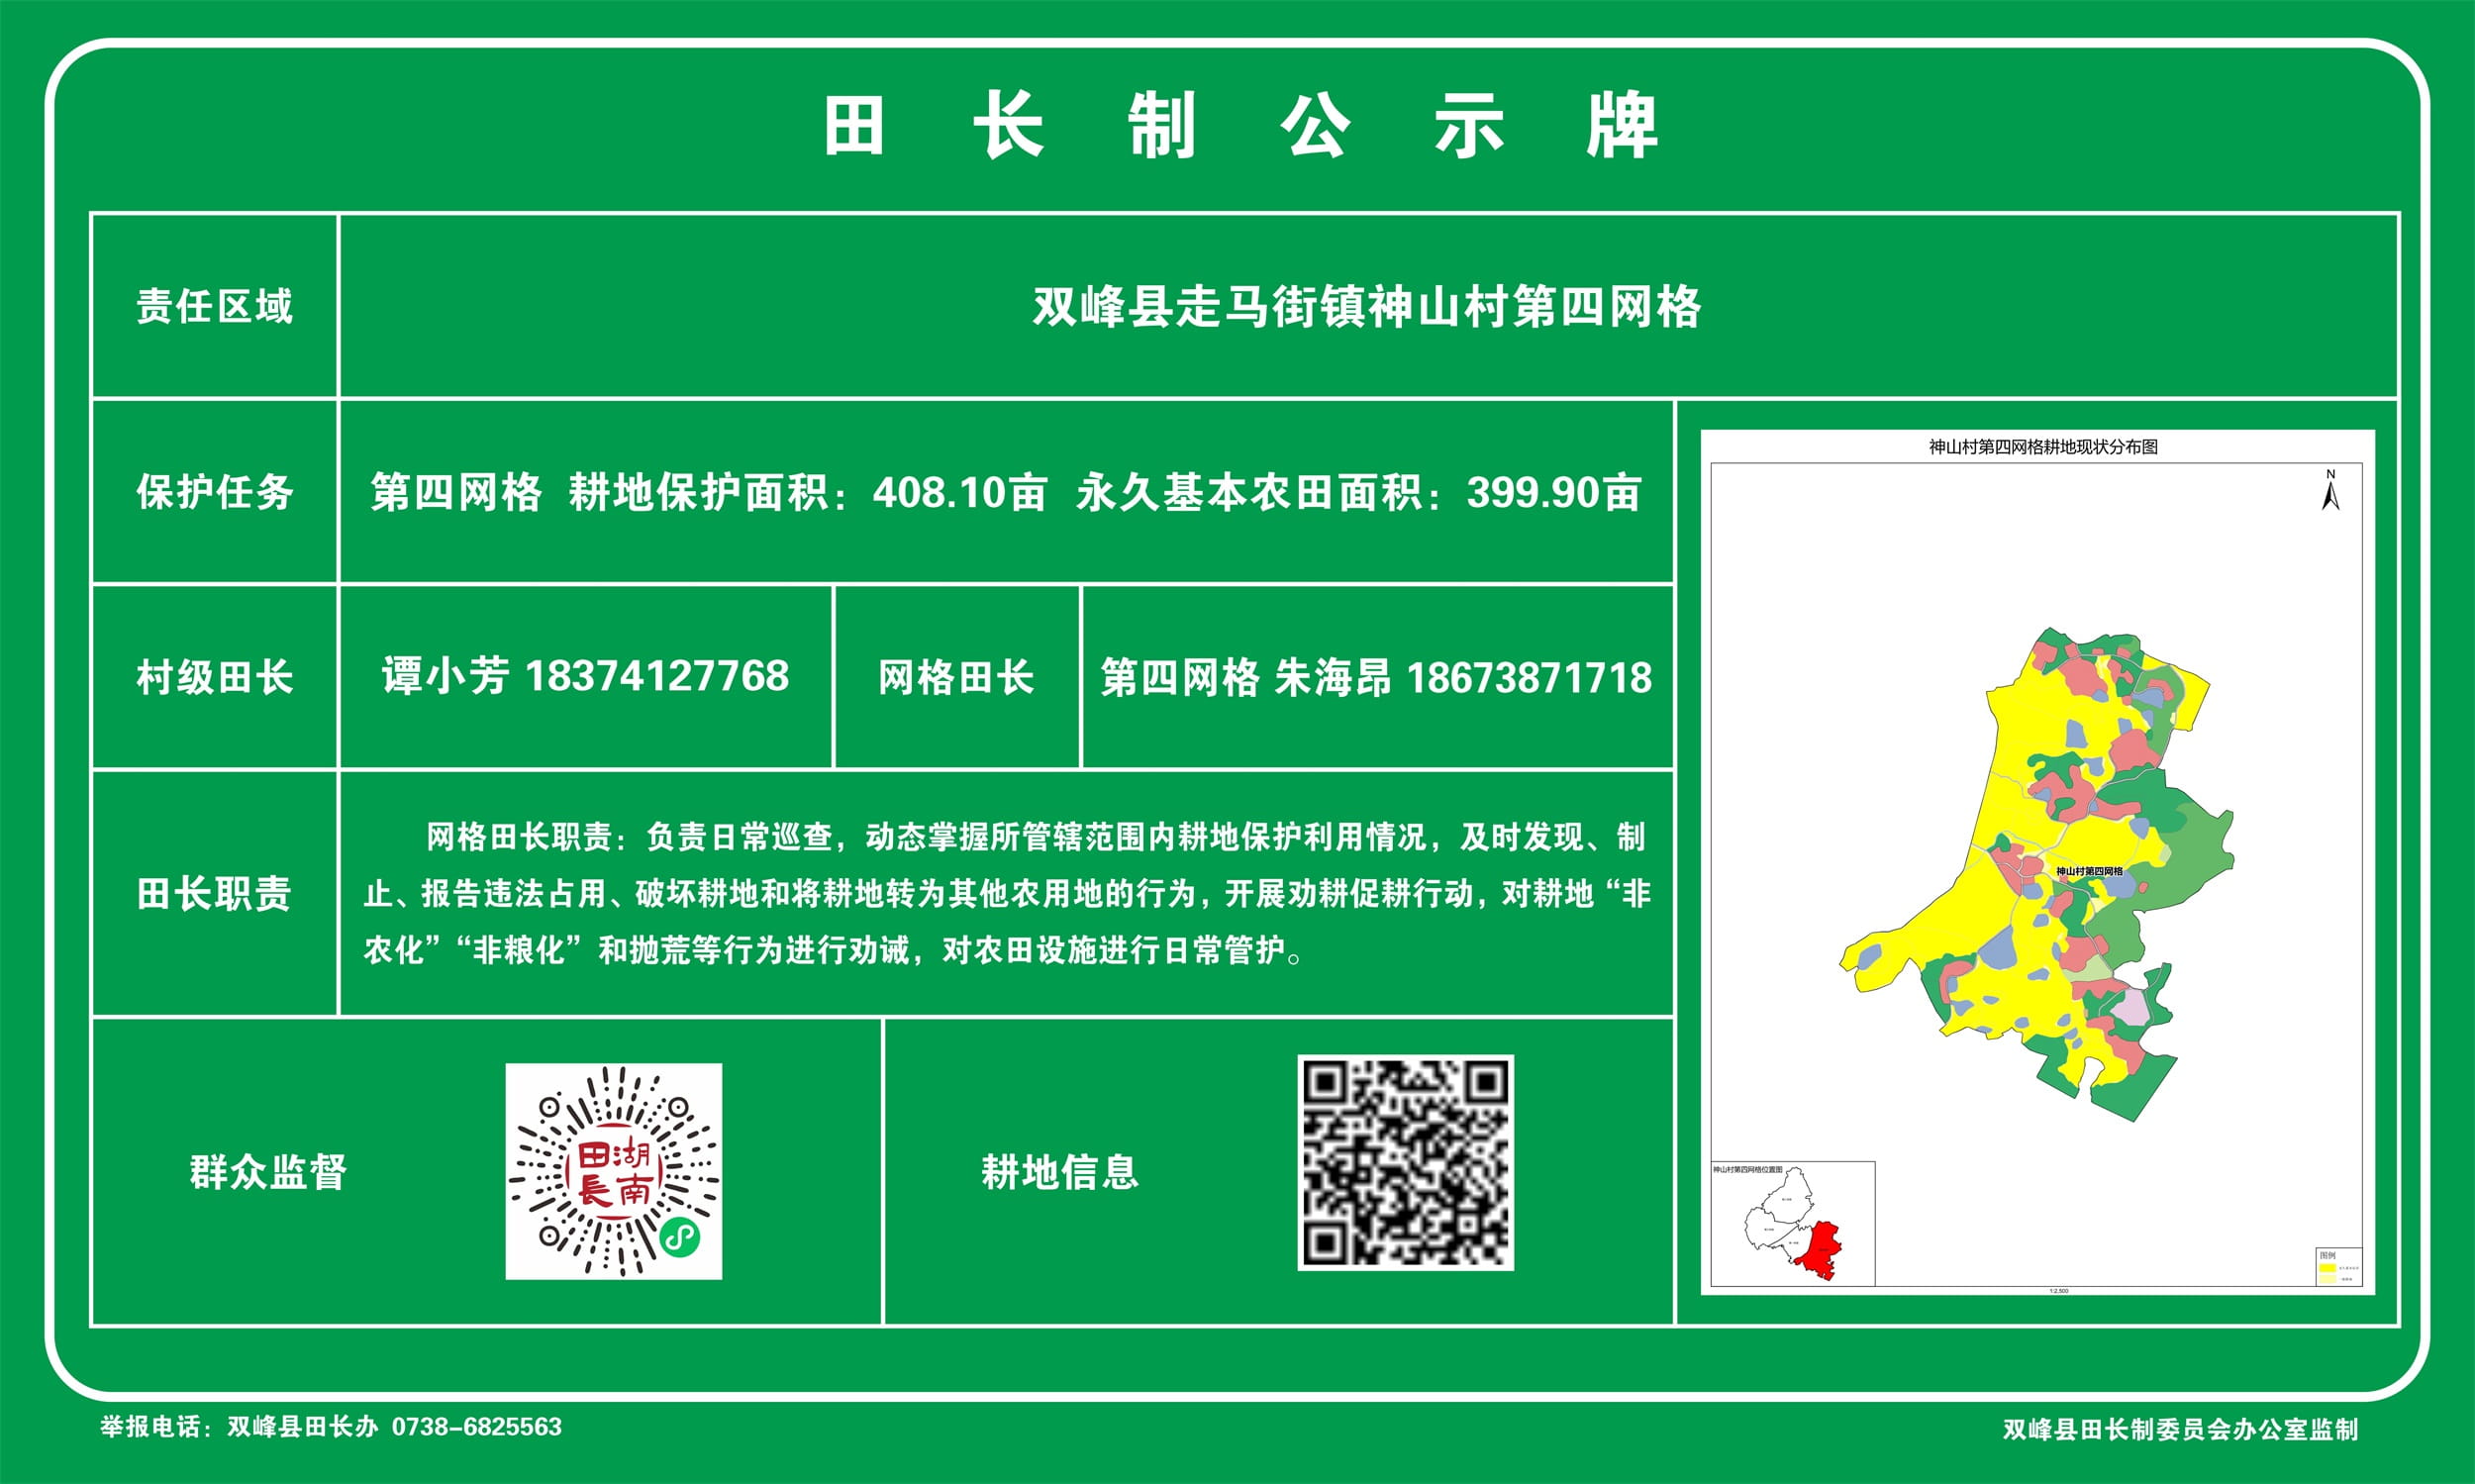 田长制公示牌
责任区域
双峰县走马街镇神山村第四网格
保护任务
第四网格 耕地保护面积：408.10亩 永久基本农田面积：399.90亩
村级田长
谭小芳 18374127768
网格田长
第四网格 朱海昂 18673871718
田长职责
网格田长职责：负责日常巡查，动态掌握所管辖范围内耕地保护利用情况，及时发现、制
止、报告违法占用、破坏耕地和将耕地转为其他农用地的行为，开展劝耕促耕行动，对耕地“非
农化”“非粮化”和抛荒等行为进行劝诫，对农田设施进行日常管护。
群众监督
田湖
長南
耕地信息
神山村第四网格耕地现状分布图
N
神山村第四网格
神山村第四网格位置图
图例
1:2,500
举报电话：双峰县田长办 0738-6825563
双峰县田长制委员会办公室监制